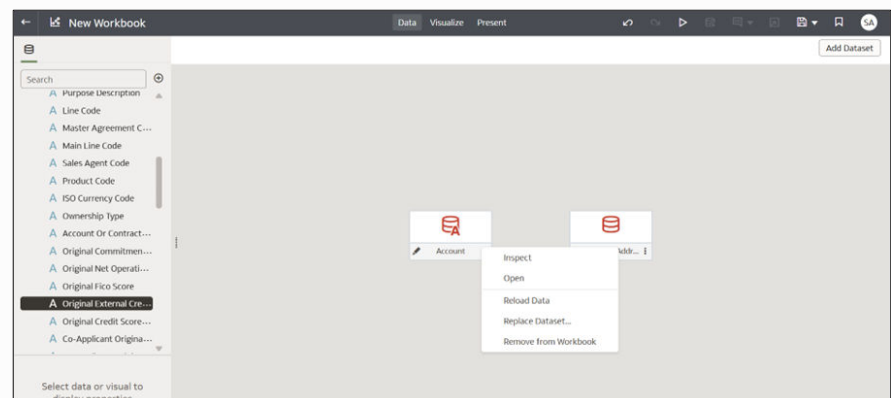 New Workbook
Data Visualize Present
SA
Add Dataset
Search
Purpose Description
A Line Code
A Master Agreement C...
A Main Line Code
A Sales Agent Code
A Product Code
A ISO Currency Code
A Ownership Type
A Account Or Contract...
A Original Commitmen...
A Original Net Operati...
A Original Fico Score
A Original External Cre...
A Original Credit Score...
A Co-Applicant Origina...
Account
Addr...
Inspect
Open
Reload Data
Replace Dataset...
Remove from Workbook
Select data or visual to
display properties